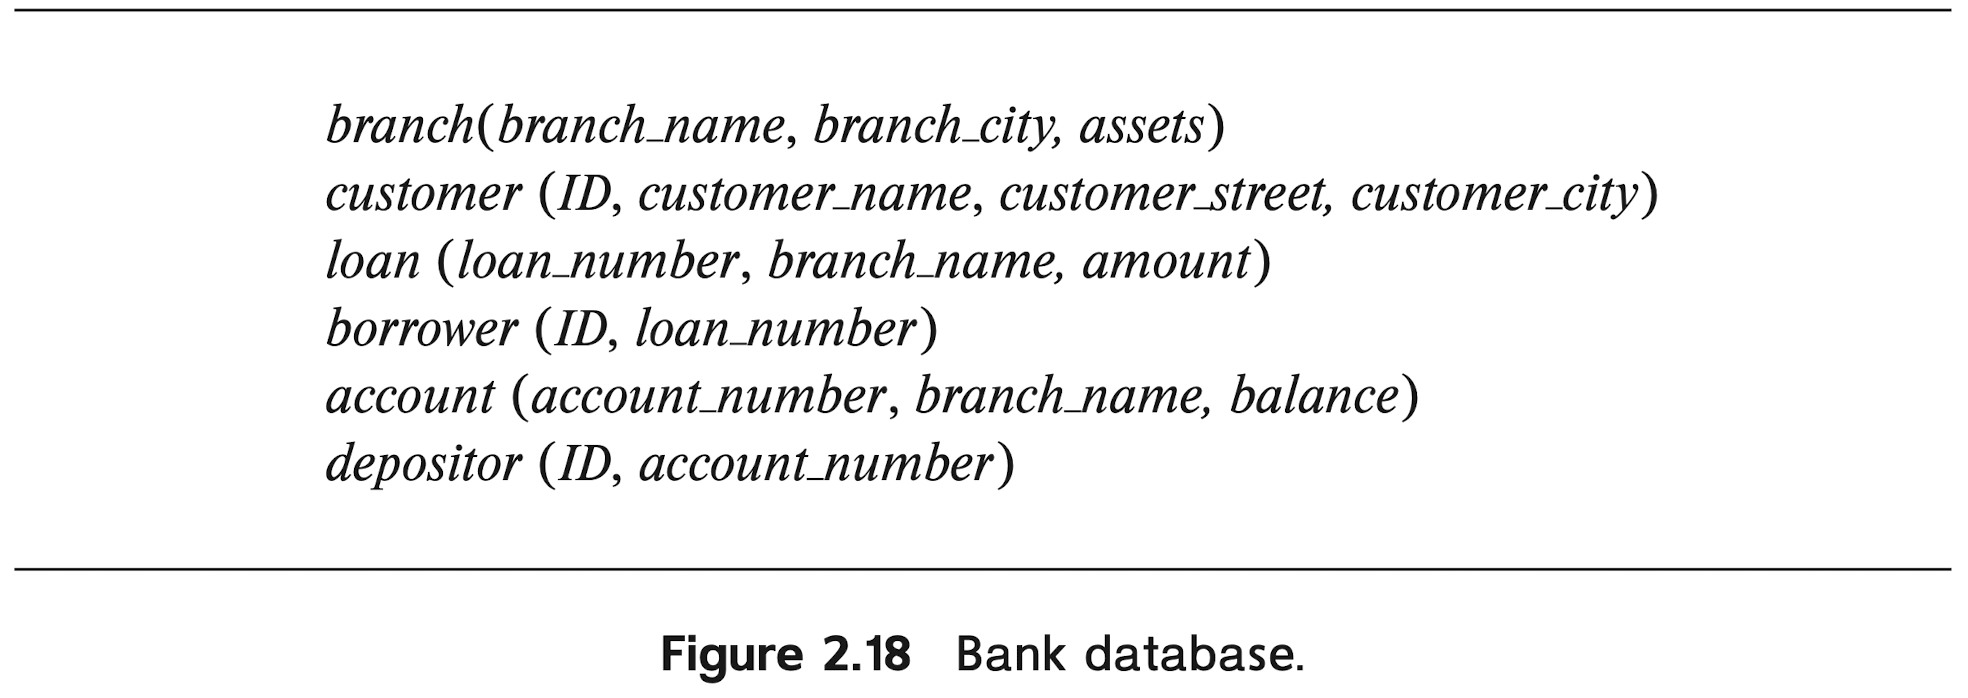 branch(branch_name, branch_city, assets)
customer (ID, customer_name, customer_street, customer_city)
loan (loan_number, branch_name, amount)
borrower (ID, loan_number)
account (account_number, branch_name, balance)
depositor (ID, account_number)
Figure 2.18 Bank database.